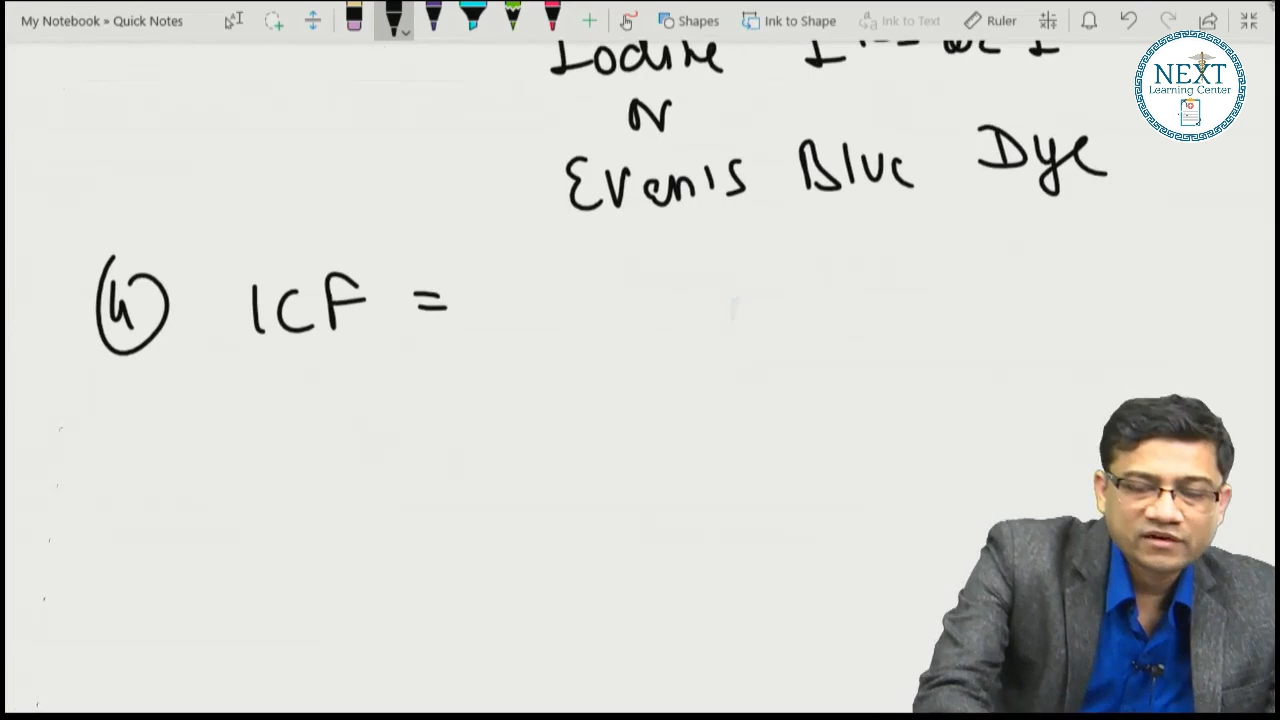 My Notebook » Quick Notes
Shapes
Ink to Shape
Ink to Text
Ruler
NEXT
Learning Center
Iodine
Evan's Blue Dye
4 ICF =